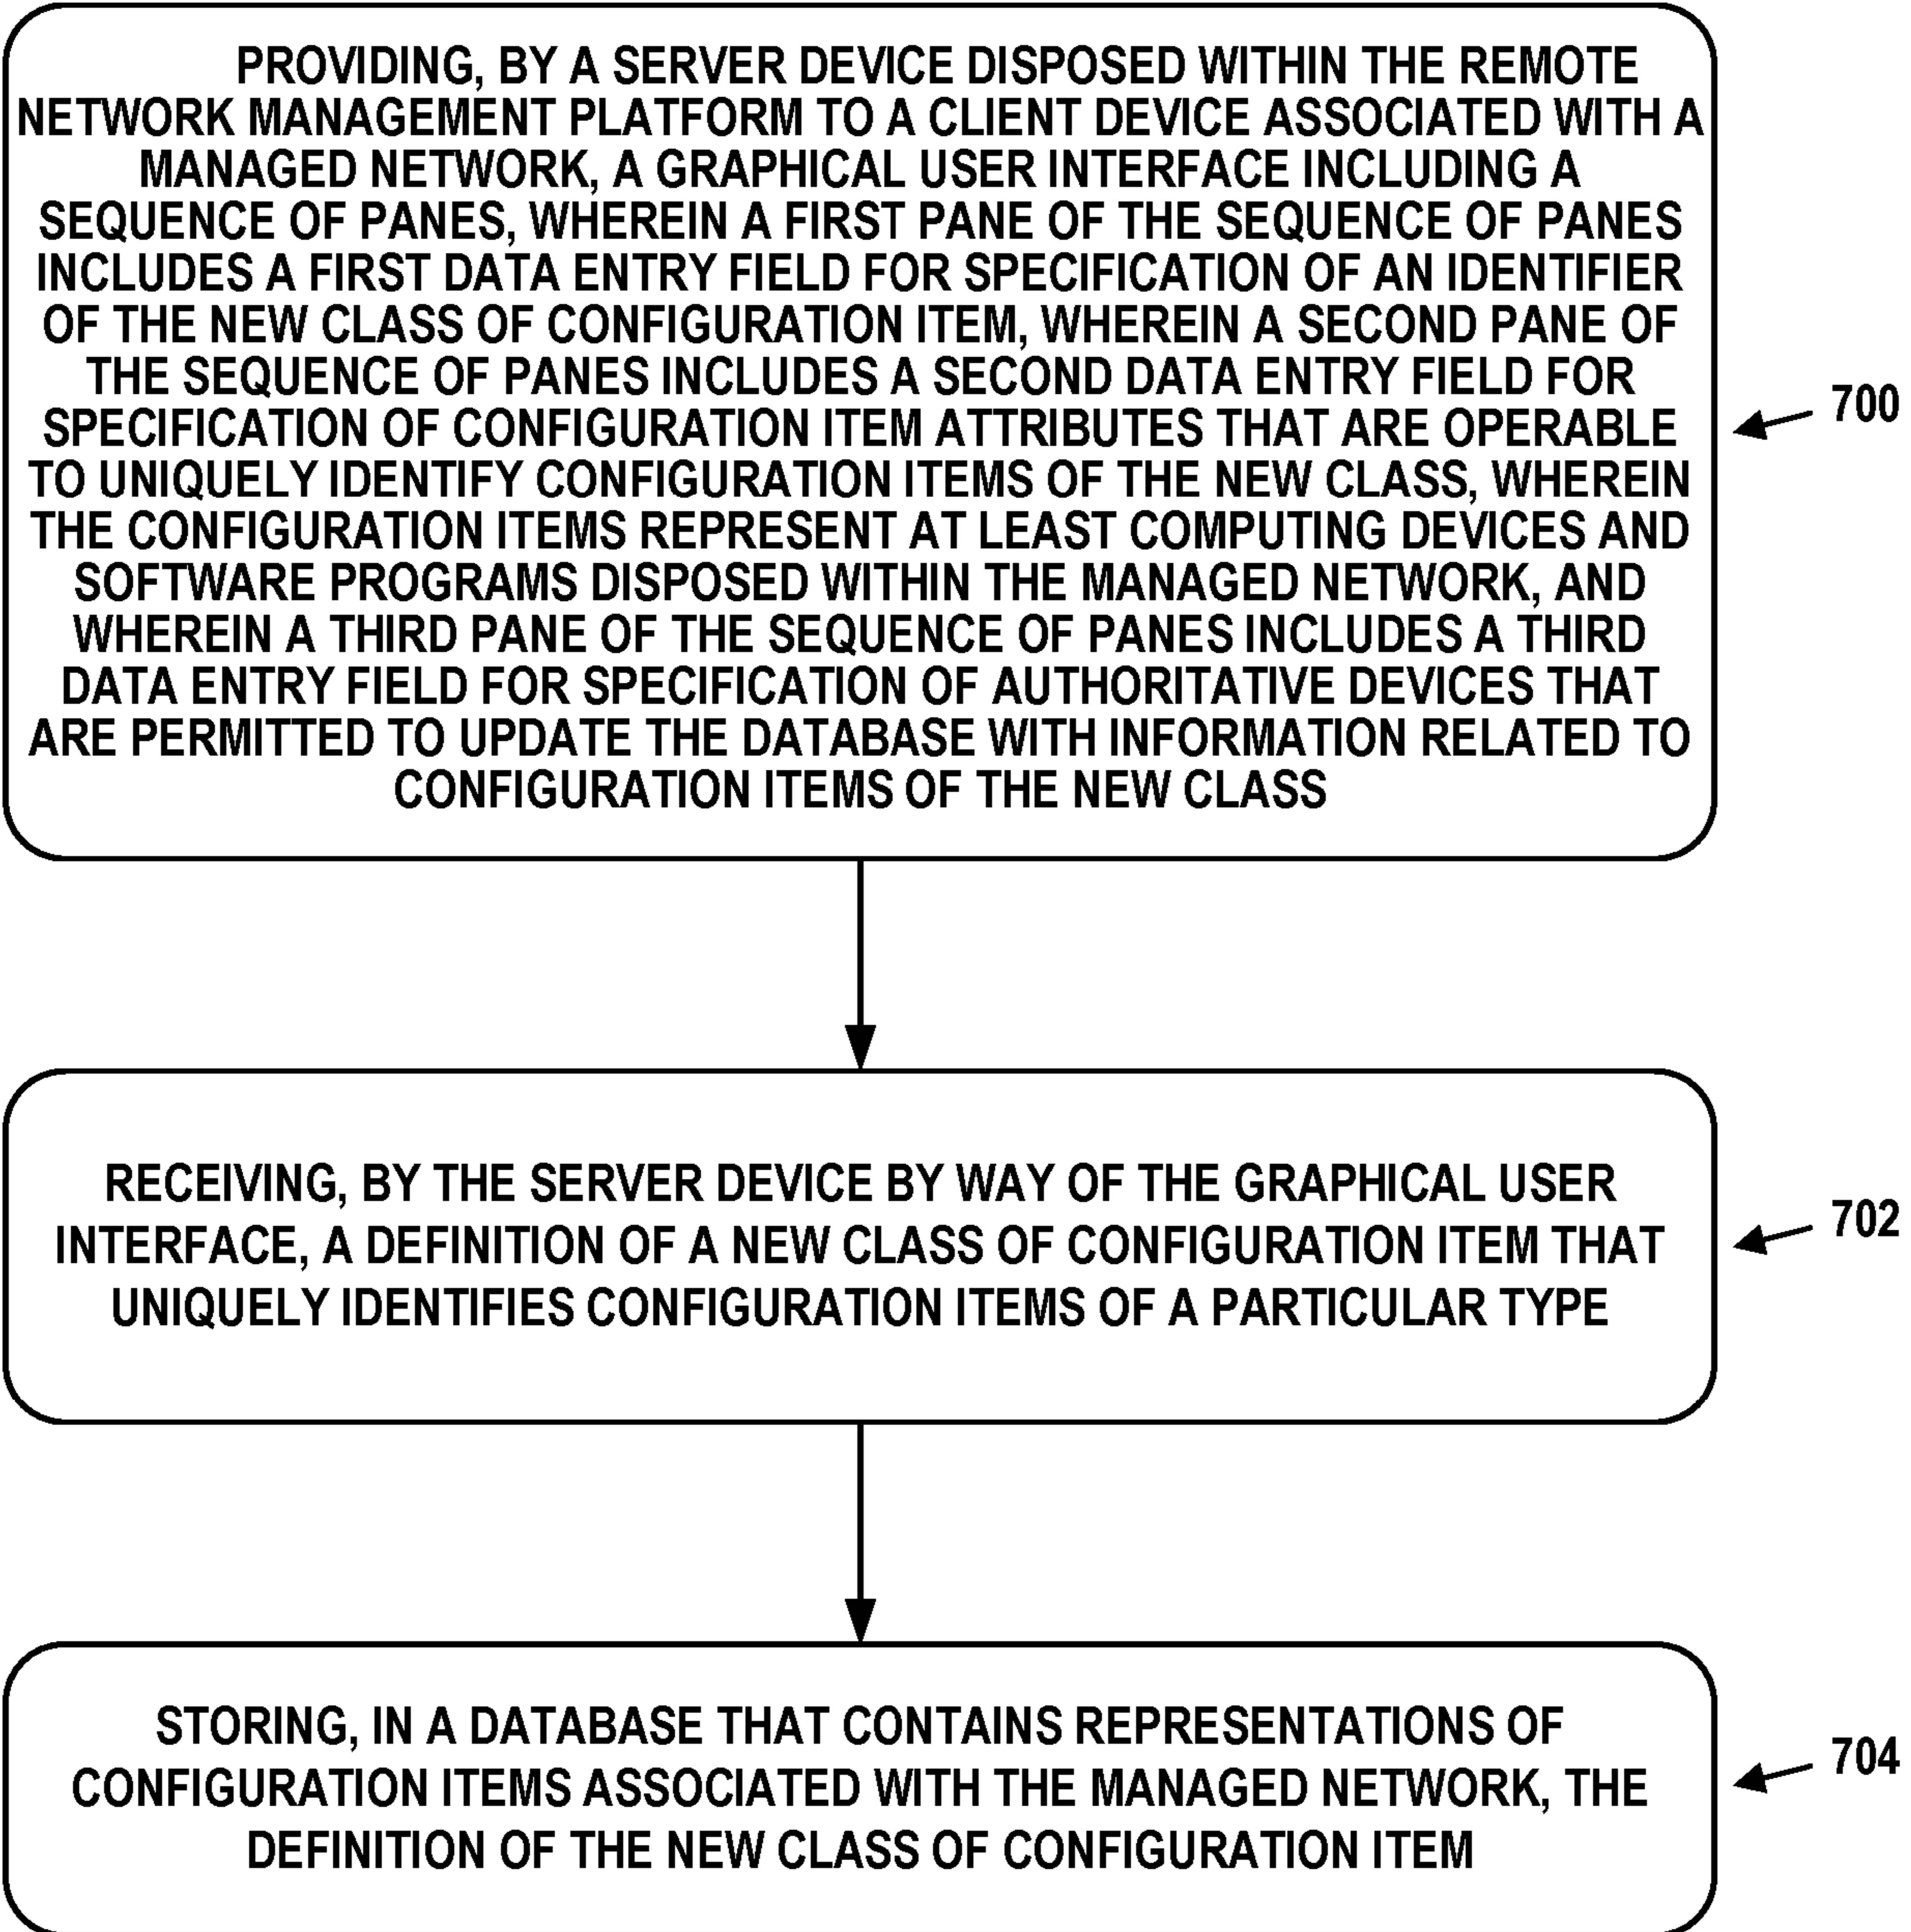 PROVIDING, BY A SERVER DEVICE DISPOSED WITHIN THE REMOTE
NETWORK MANAGEMENT PLATFORM TO A CLIENT DEVICE ASSOCIATED WITH A
MANAGED NETWORK, A GRAPHICAL USER INTERFACE INCLUDING A
SEQUENCE OF PANES, WHEREIN A FIRST PANE OF THE SEQUENCE OF PANES
INCLUDES A FIRST DATA ENTRY FIELD FOR SPECIFICATION OF AN IDENTIFIER
OF THE NEW CLASS OF CONFIGURATION ITEM, WHEREIN A SECOND PANE OF
THE SEQUENCE OF PANES INCLUDES A SECOND DATA ENTRY FIELD FOR
SPECIFICATION OF CONFIGURATION ITEM ATTRIBUTES THAT ARE OPERABLE
TO UNIQUELY IDENTIFY CONFIGURATION ITEMS OF THE NEW CLASS, WHEREIN
THE CONFIGURATION ITEMS REPRESENT AT LEAST COMPUTING DEVICES AND
SOFTWARE PROGRAMS DISPOSED WITHIN THE MANAGED NETWORK, AND
WHEREIN A THIRD PANE OF THE SEQUENCE OF PANES INCLUDES A THIRD
DATA ENTRY FIELD FOR SPECIFICATION OF AUTHORITATIVE DEVICES THAT
ARE PERMITTED TO UPDATE THE DATABASE WITH INFORMATION RELATED TO
CONFIGURATION ITEMS OF THE NEW CLASS
700
RECEIVING, BY THE SERVER DEVICE BY WAY OF THE GRAPHICAL USER
INTERFACE, A DEFINITION OF A NEW CLASS OF CONFIGURATION ITEM THAT
UNIQUELY IDENTIFIES CONFIGURATION ITEMS OF A PARTICULAR TYPE
702
STORING, IN A DATABASE THAT CONTAINS REPRESENTATIONS OF
CONFIGURATION ITEMS ASSOCIATED WITH THE MANAGED NETWORK, THE
DEFINITION OF THE NEW CLASS OF CONFIGURATION ITEM
704